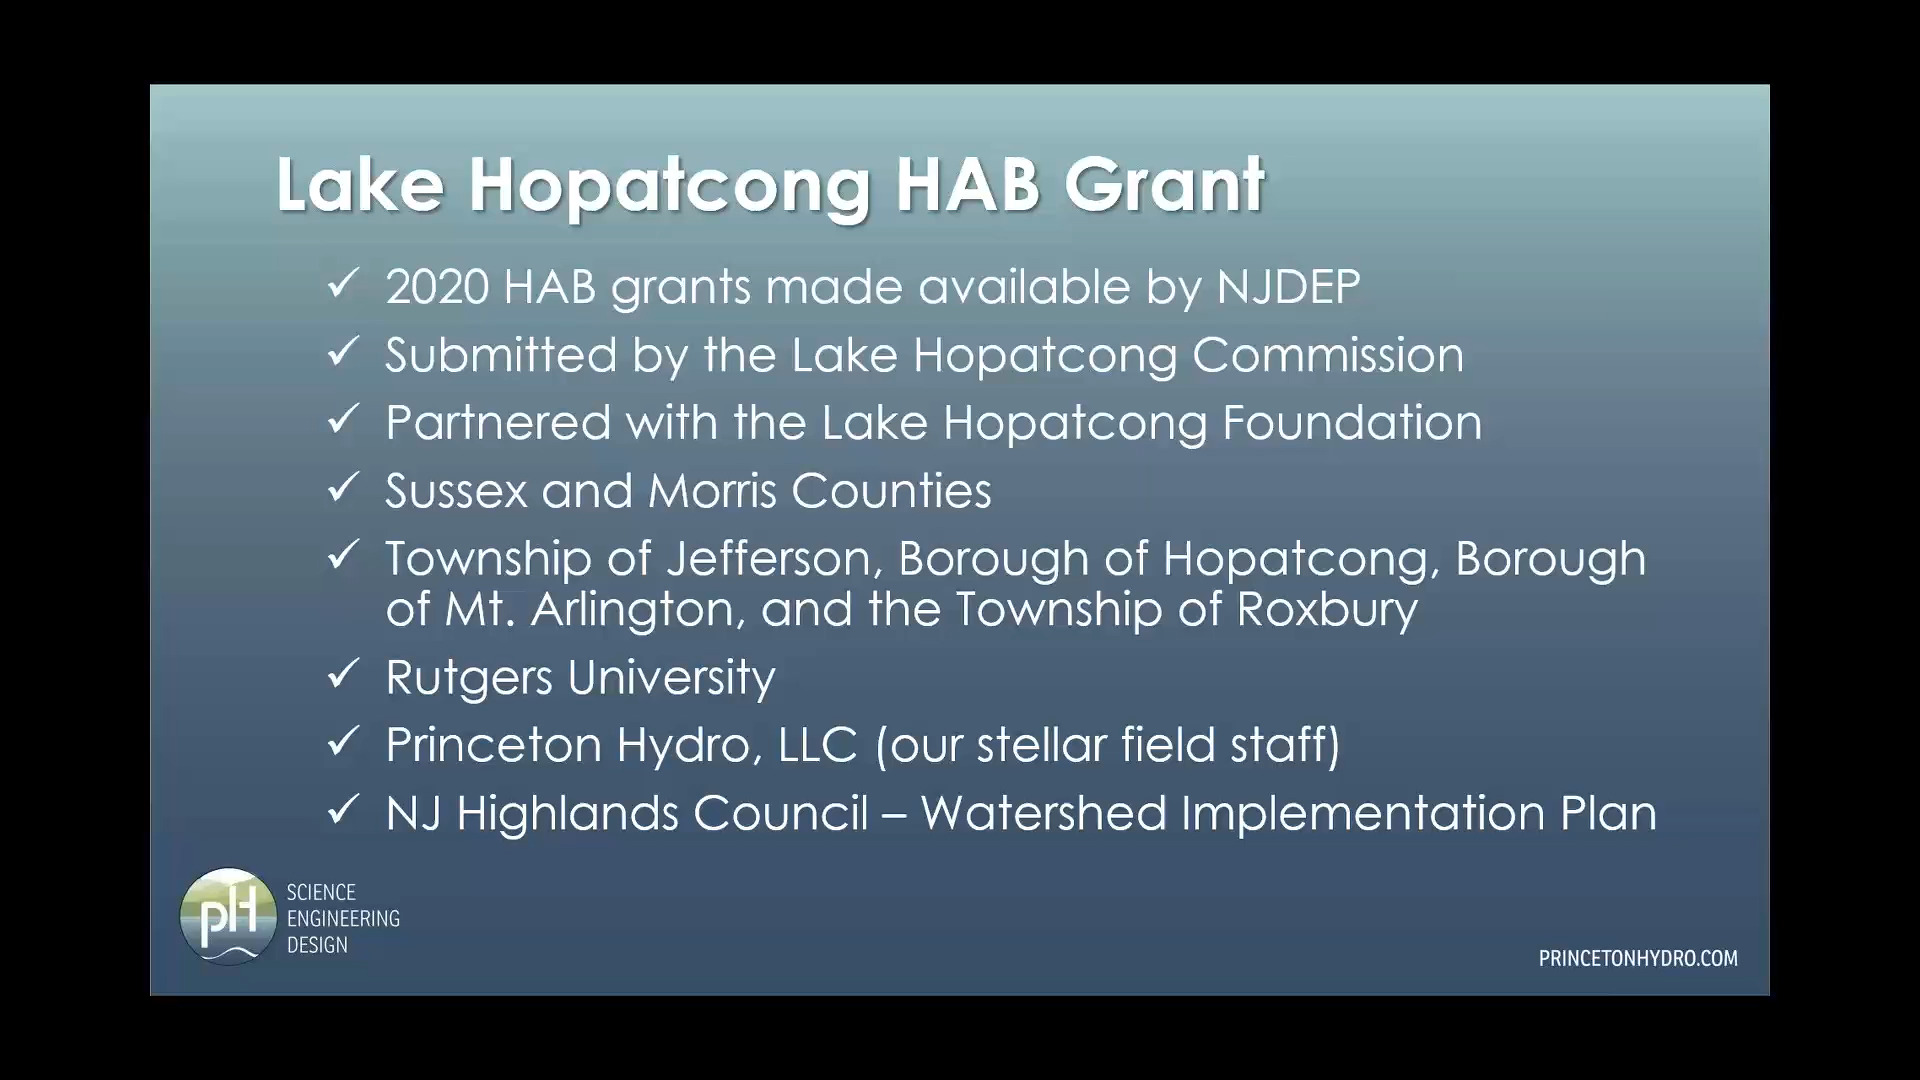 Lake Hopatcong HAB Grant
✓ 2020 HAB grants made available by NJDEP
✓ Submitted by the Lake Hopatcong Commission
✓ Partnered with the Lake Hopatcong Foundation
✓ Sussex and Morris Counties
✓ Township of Jefferson, Borough of Hopatcong, Borough
of Mt. Arlington, and the Township of Roxbury
✓ Rutgers University
✓ Princeton Hydro, LLC (our stellar field staff)
✓ NJ Highlands Council – Watershed Implementation Plan
pH
SCIENCE
ENGINEERING
DESIGN
PRINCETONHYDRO.COM